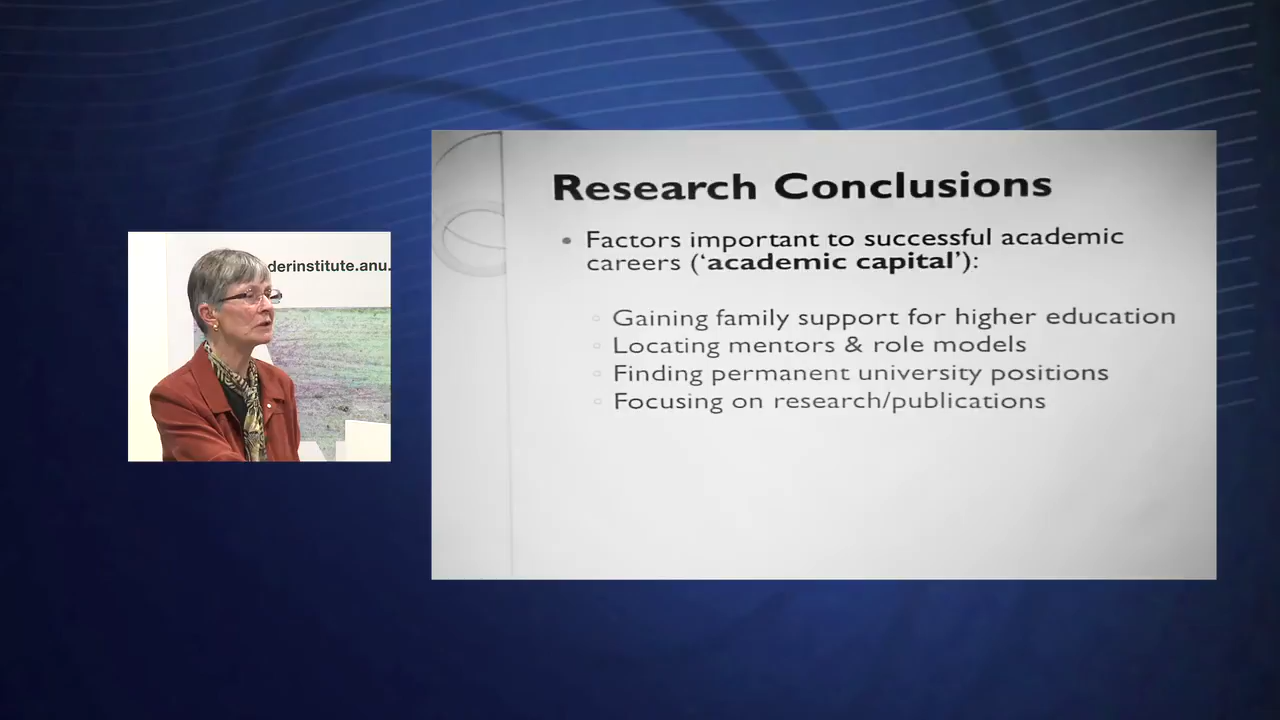 derinstitute.anu.
Research Conclusions
• Factors important to successful academic
careers (‘academic capital’):
◦ Gaining family support for higher education
◦ Locating mentors & role models
◦ Finding permanent university positions
◦ Focusing on research/publications